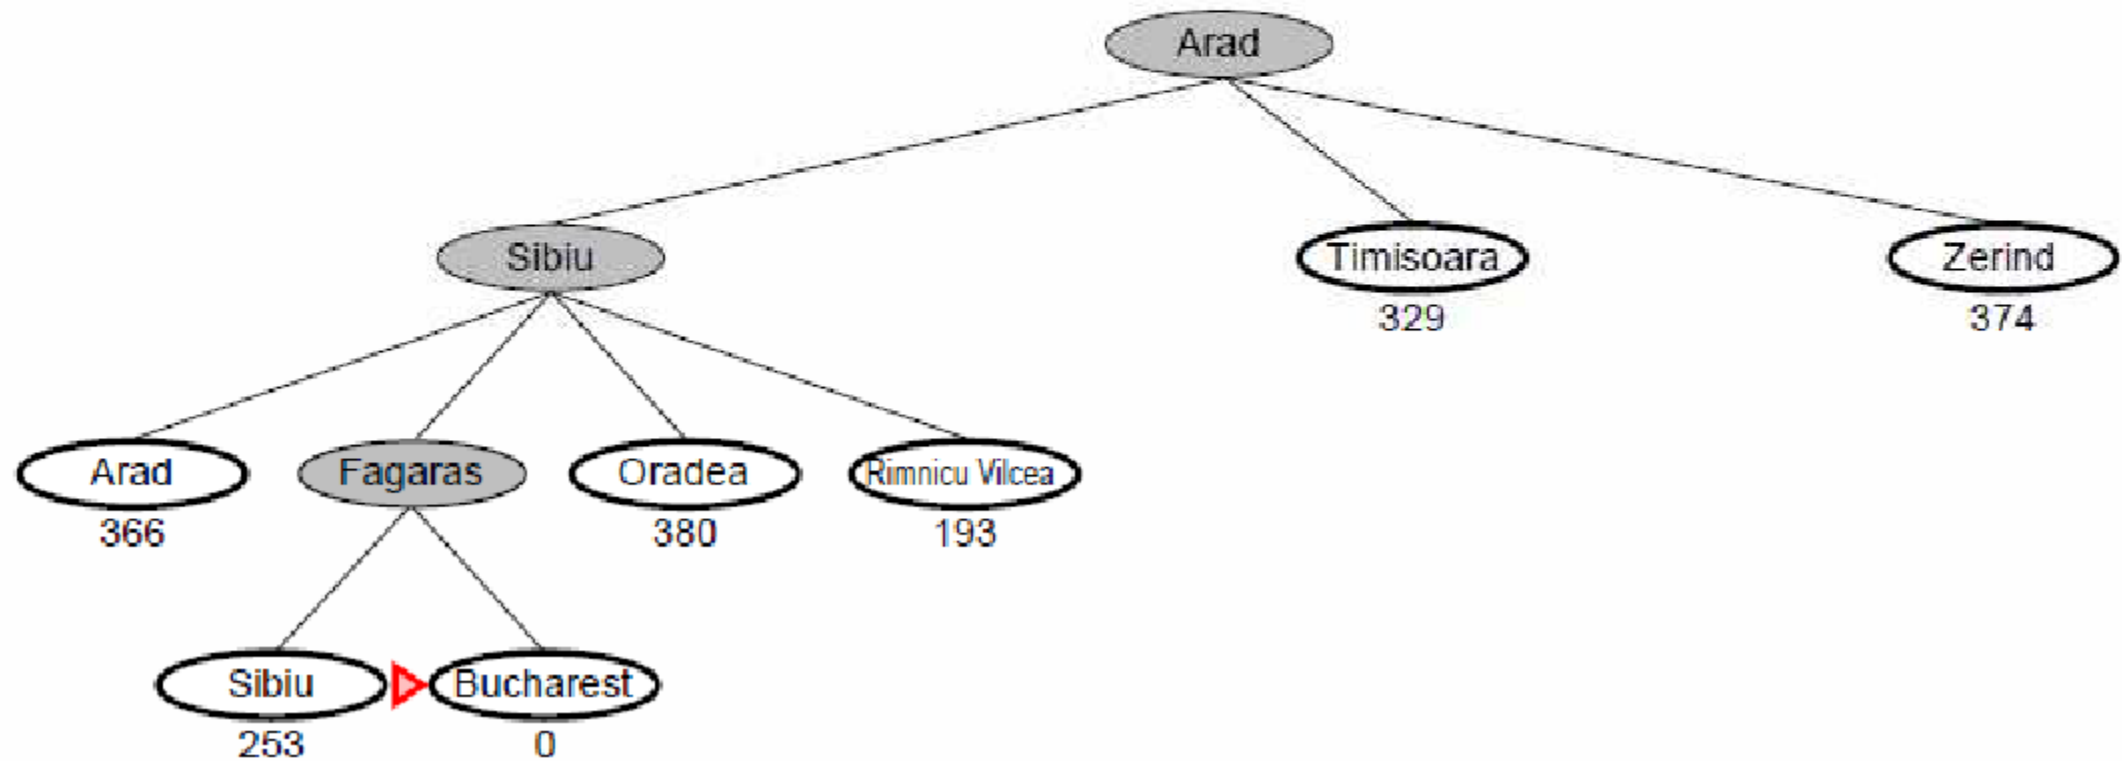 Arad
Sibiu Timisoara Zerind
329 374
Arad Fagaras Oradea Rimnicu Vilcea
366 380 193
Sibiu Bucharest
253 0